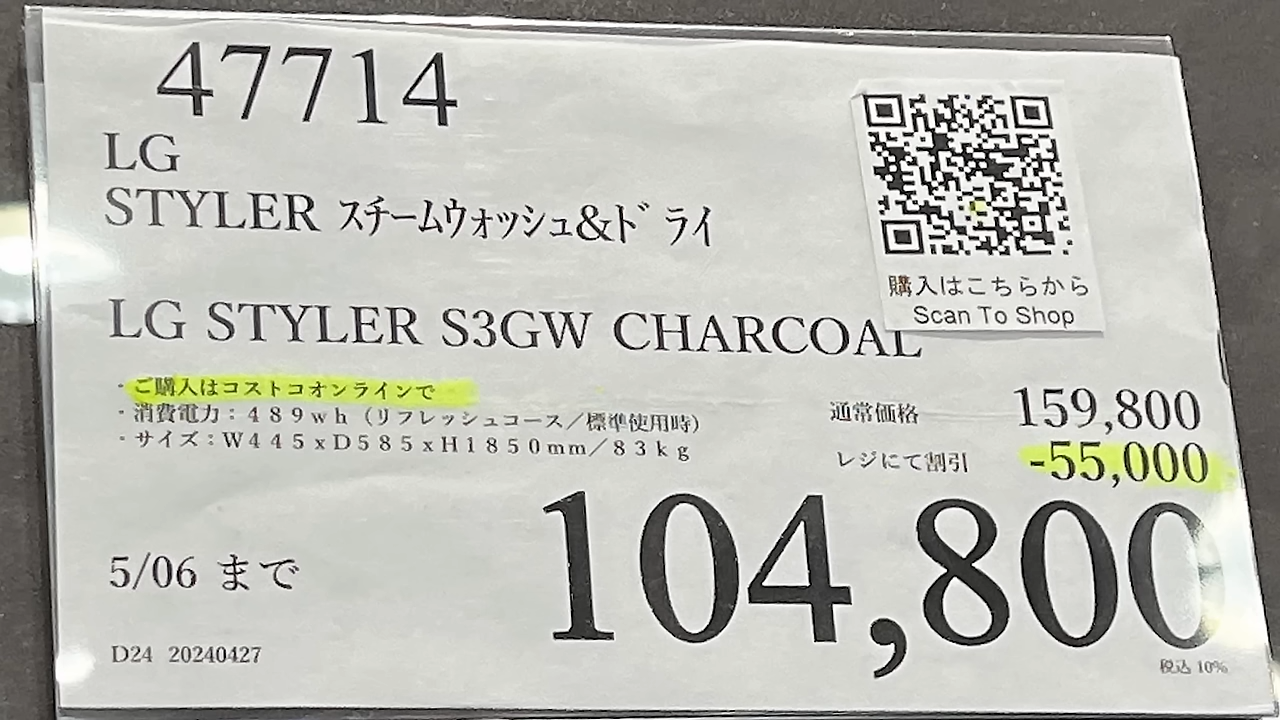 47714
LG
STYLER スチームウォッシュ&ドライ
購入はこちらから
Scan To Shop
LG STYLER S3GW CHARCOAL
・ご購入はコストコオンラインで
・消費電力：４８９ｗｈ（リフレッシュコース／標準使用時）
・サイズ：Ｗ４４５ｘＤ５８５ｘＨ１８５０ｍｍ／８３ｋｇ
通常価格 159,800
レジにて割引 -55,000
104,800
5/06 まで
D24 20240427
税込 10%